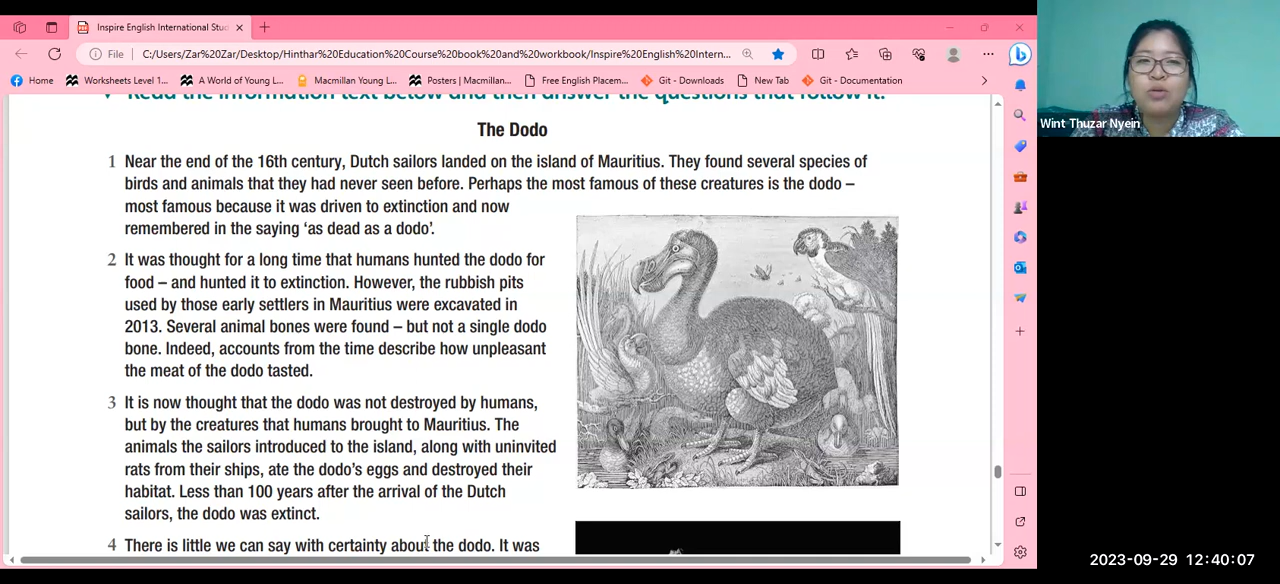 Inspire English International Stu
File
C:/Users/Zar%20Zar/Desktop/Hinthar%20Education%20Course%20book%20and%20workbook/Inspire%20English%20Intern...
Home
Worksheets Level 1...
A World of Young L...
Macmillan Young L...
Posters | Macmillan...
Free English Placem...
Git - Downloads
New Tab
Git - Documentation
Read the information text below and then answer the questions that follow it.
The Dodo
1 Near the end of the 16th century, Dutch sailors landed on the island of Mauritius. They found several species of
birds and animals that they had never seen before. Perhaps the most famous of these creatures is the dodo –
most famous because it was driven to extinction and now
remembered in the saying ‘as dead as a dodo’.
2 It was thought for a long time that humans hunted the dodo for
food – and hunted it to extinction. However, the rubbish pits
used by those early settlers in Mauritius were excavated in
2013. Several animal bones were found – but not a single dodo
bone. Indeed, accounts from the time describe how unpleasant
the meat of the dodo tasted.
3 It is now thought that the dodo was not destroyed by humans,
but by the creatures that humans brought to Mauritius. The
animals the sailors introduced to the island, along with uninvited
rats from their ships, ate the dodo’s eggs and destroyed their
habitat. Less than 100 years after the arrival of the Dutch
sailors, the dodo was extinct.
4 There is little we can say with certainty about the dodo. It was
Wint Thuzar Nyein
2023-09-29 12:40:07